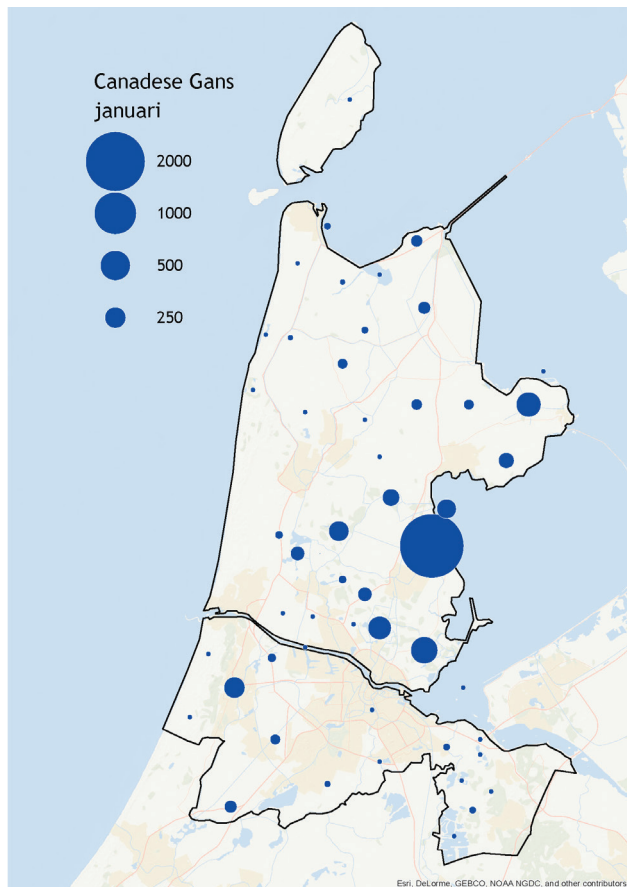 Canadese Gans
januari
2000
1000
500
250
Esri, DeLorme, GEBCO, NOAA NGDC, and other contributors